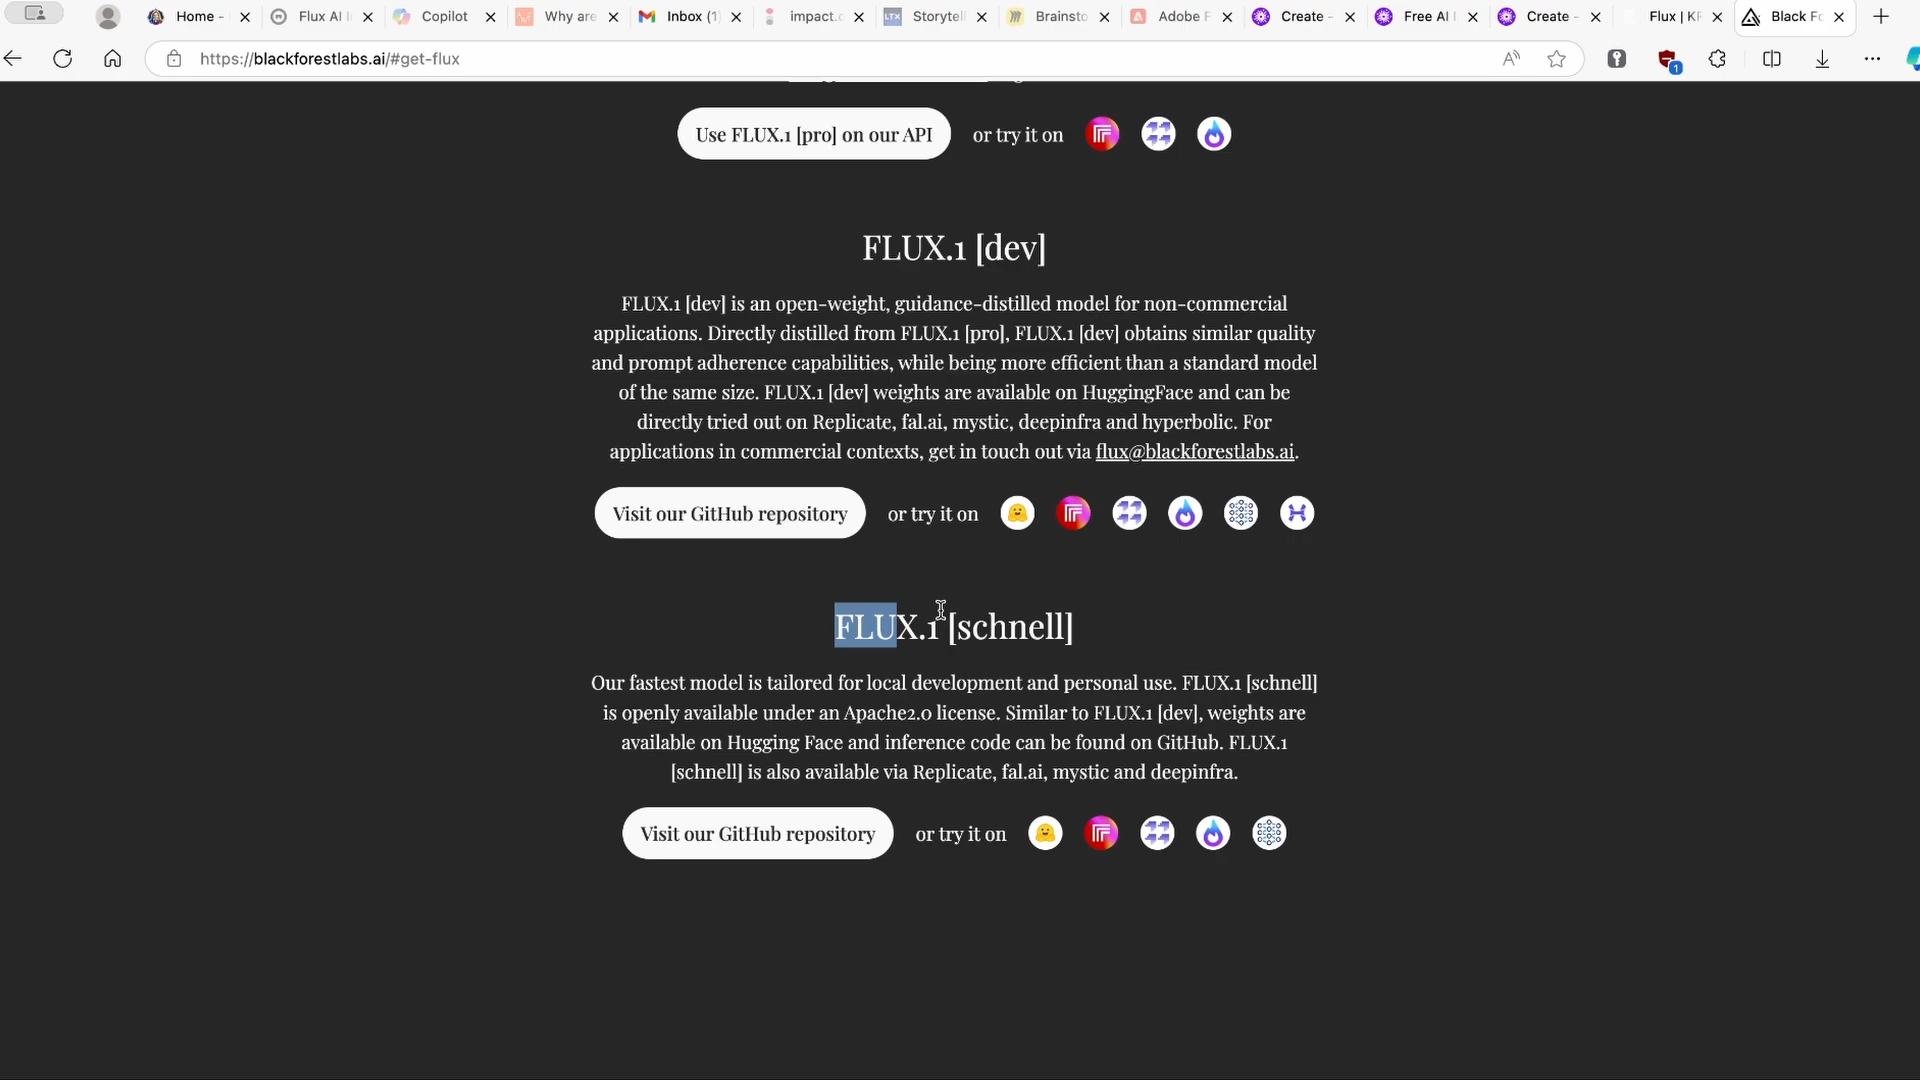 Home -
Flux AI I
Copilot
Why are
Inbox (1)
impact.c
LTX
Storytell
Brainsto
Adobe F
Create -
Free AI I
Create -
Flux | KR
Black Fo
https://blackforestlabs.ai/#get-flux
1
Use FLUX.1 [pro] on our API
or try it on
FLUX.1 [dev]
FLUX.1 [dev] is an open-weight, guidance-distilled model for non-commercial
applications. Directly distilled from FLUX.1 [pro], FLUX.1 [dev] obtains similar quality
and prompt adherence capabilities, while being more efficient than a standard model
of the same size. FLUX.1 [dev] weights are available on HuggingFace and can be
directly tried out on Replicate, fal.ai, mystic, deepinfra and hyperbolic. For
applications in commercial contexts, get in touch out via flux@blackforestlabs.ai.
Visit our GitHub repository
or try it on
FLUX.1 [schnell]
Our fastest model is tailored for local development and personal use. FLUX.1 [schnell]
is openly available under an Apache2.0 license. Similar to FLUX.1 [dev], weights are
available on Hugging Face and inference code can be found on GitHub. FLUX.1
[schnell] is also available via Replicate, fal.ai, mystic and deepinfra.
Visit our GitHub repository
or try it on